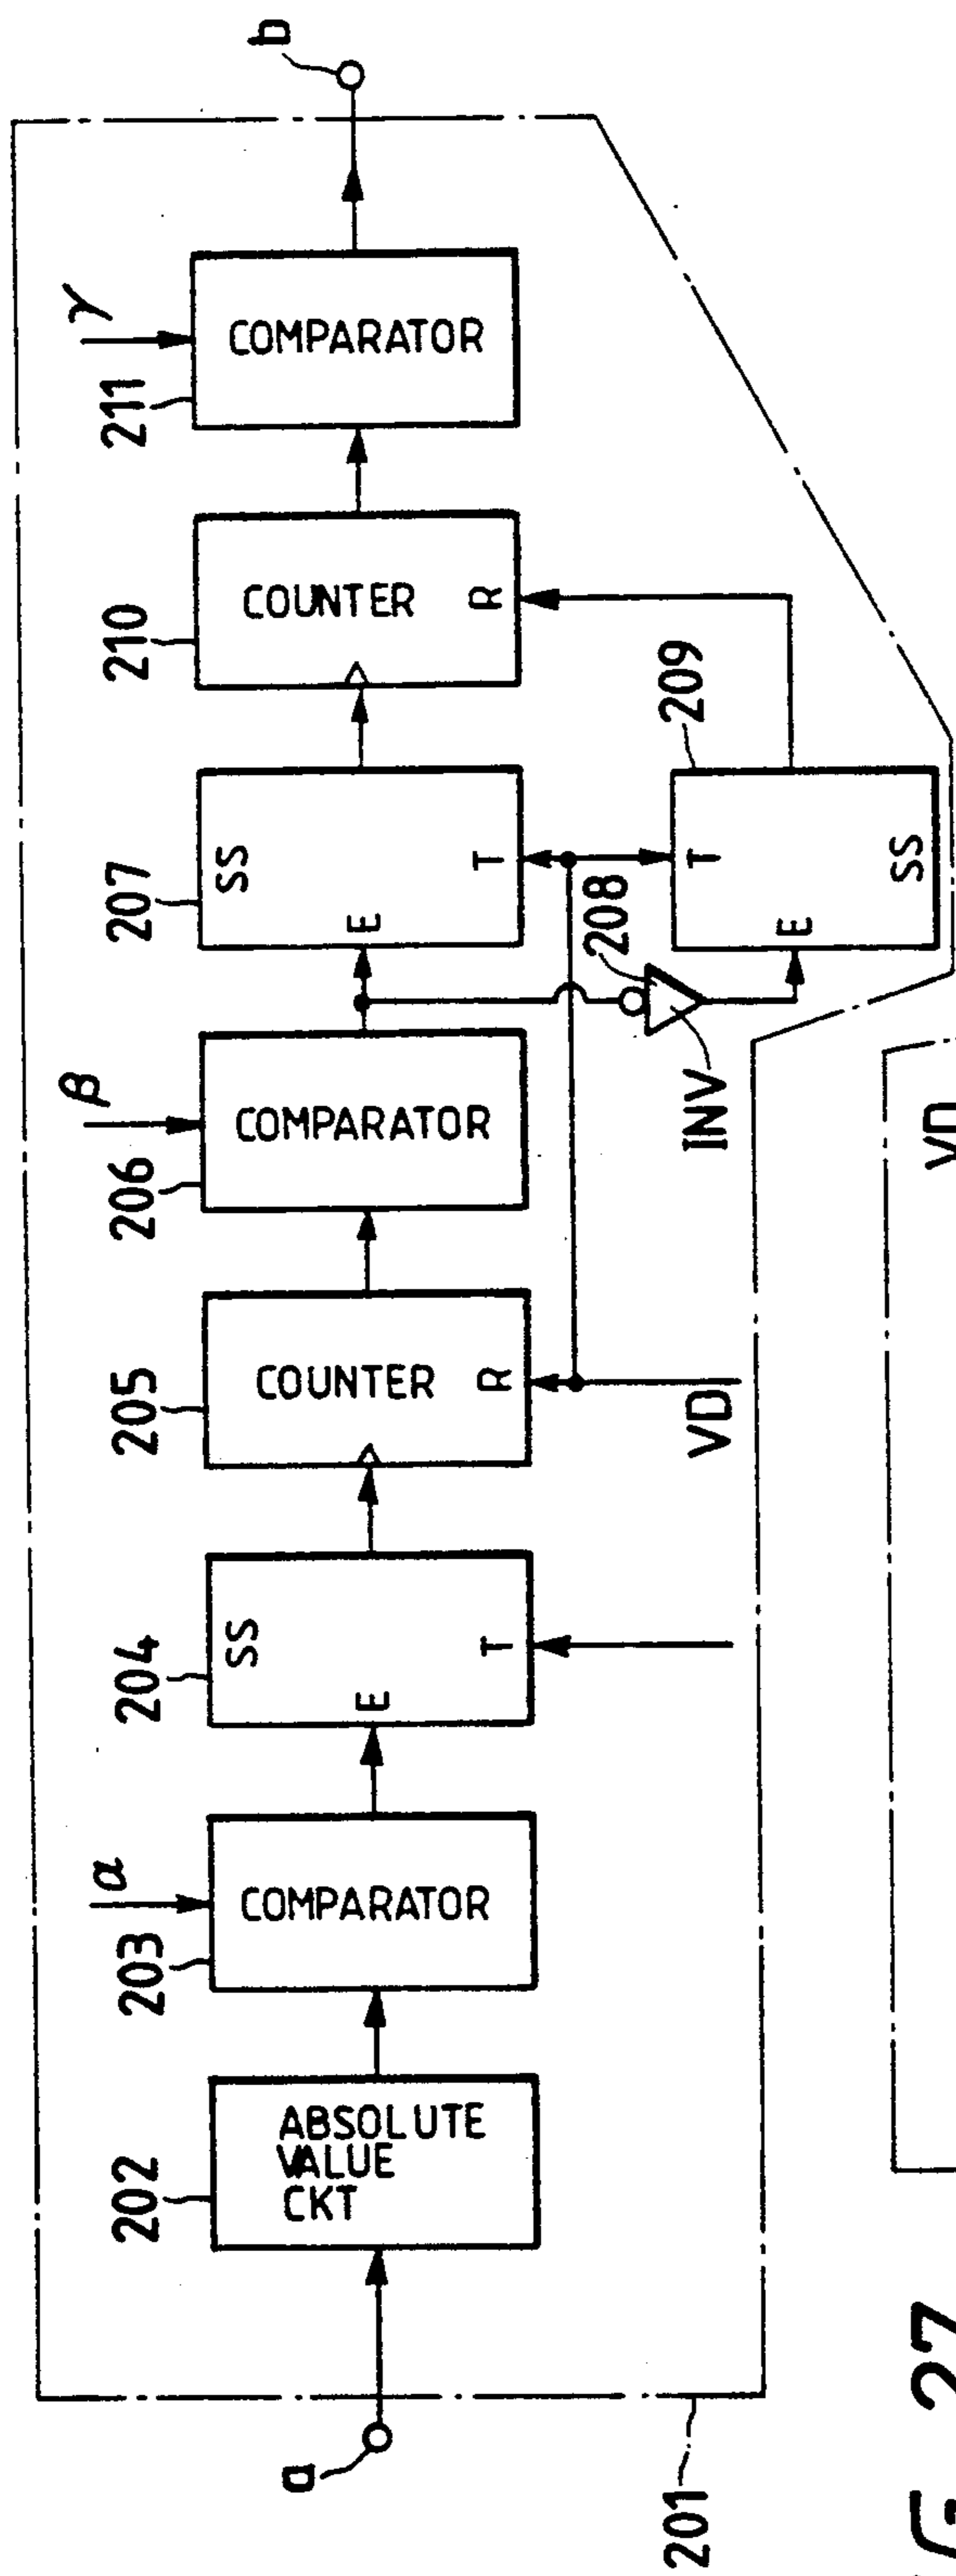 a
201
202
ABSOLUTE
VALUE
CKT
203
α
COMPARATOR
204
SS
E
T
205
COUNTER
R
VD
206
β
COMPARATOR
207
SS
E
T
208
INV
209
T
E
SS
210
COUNTER
R
211
γ
COMPARATOR
b
VD
G 27